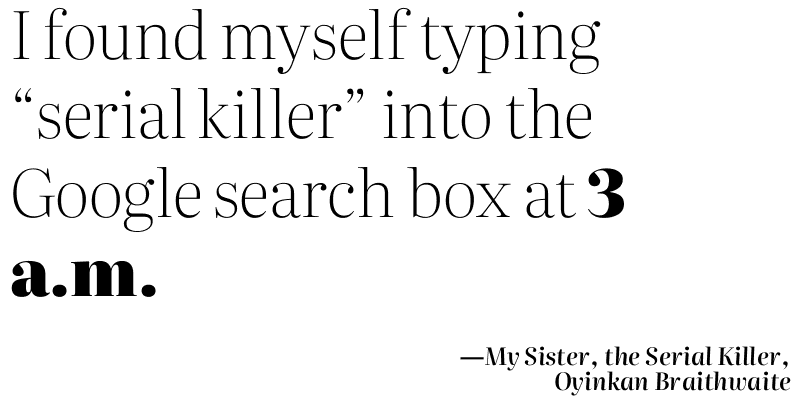 I found myself typing
“serial killer” into the
Google search box at 3
a.m.
—My Sister, the Serial Killer,
Oyinkan Braithwaite